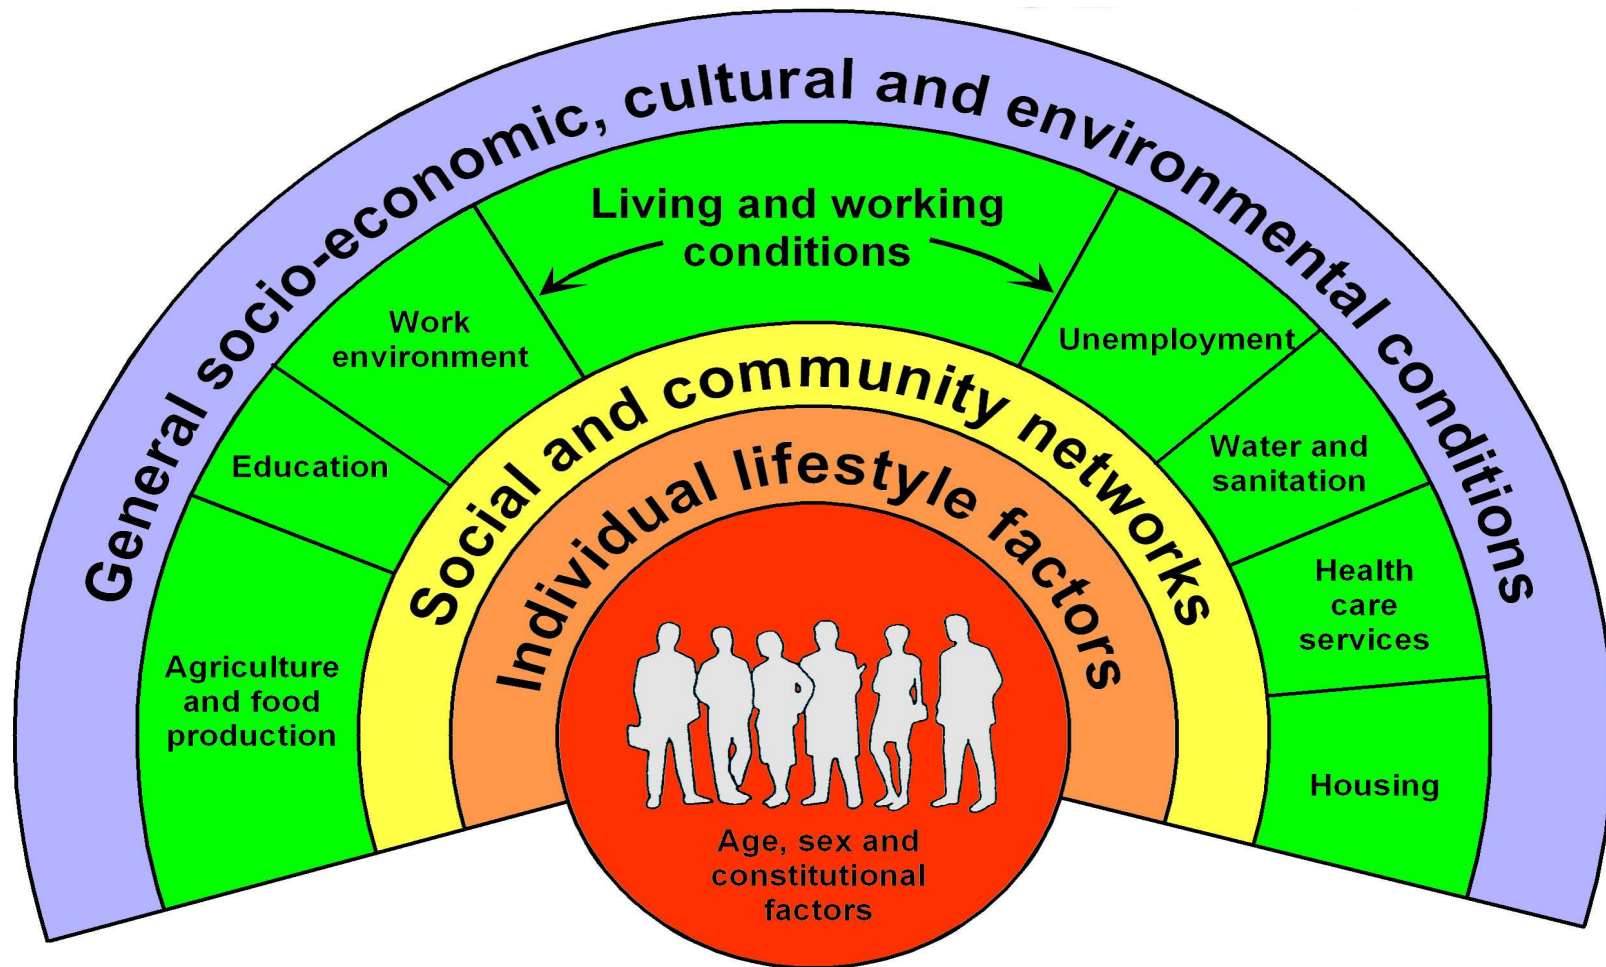 General socio-economic, cultural and environmental conditions
Living and working
conditions
Work
environment
Unemployment
Education
Water and
sanitation
Agriculture
and food
production
Health
care
services
Housing
Social and community networks
Individual lifestyle factors
Age, sex and
constitutional
factors